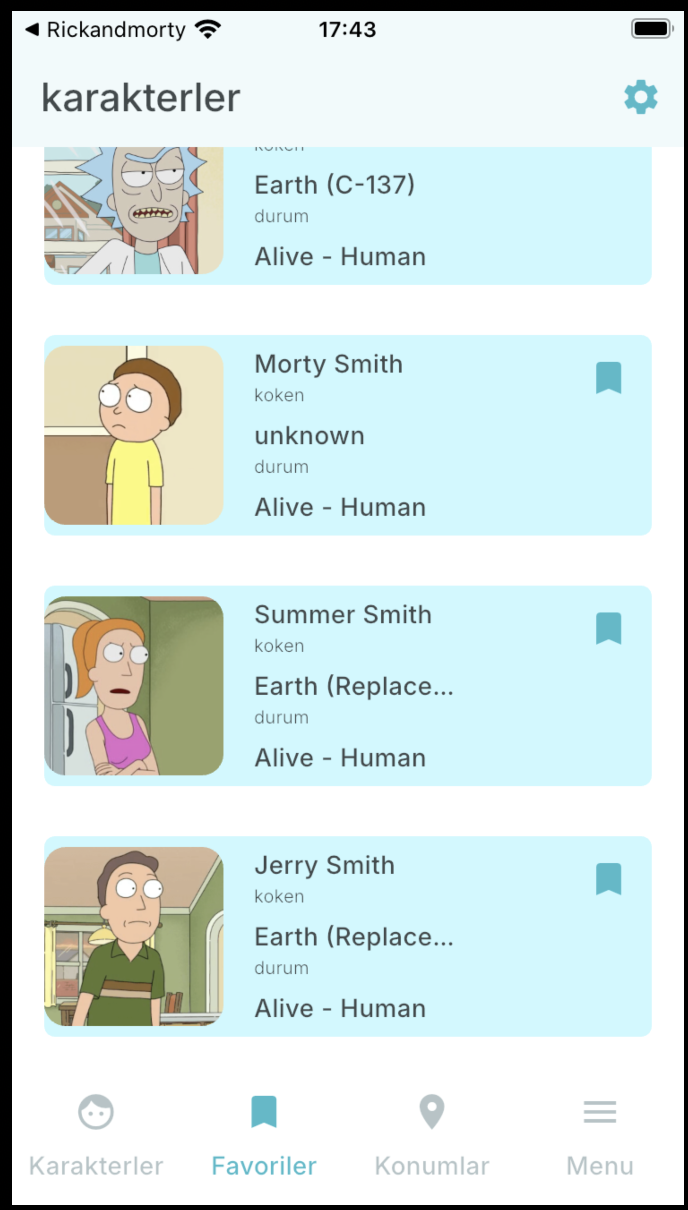 Rickandmorty
17:43
karakterler
koken
Earth (C-137)
durum
Alive - Human
Morty Smith
koken
unknown
durum
Alive - Human
Summer Smith
koken
Earth (Replace...
durum
Alive - Human
Jerry Smith
koken
Earth (Replace...
durum
Alive - Human
Karakterler
Favoriler
Konumlar
Menu